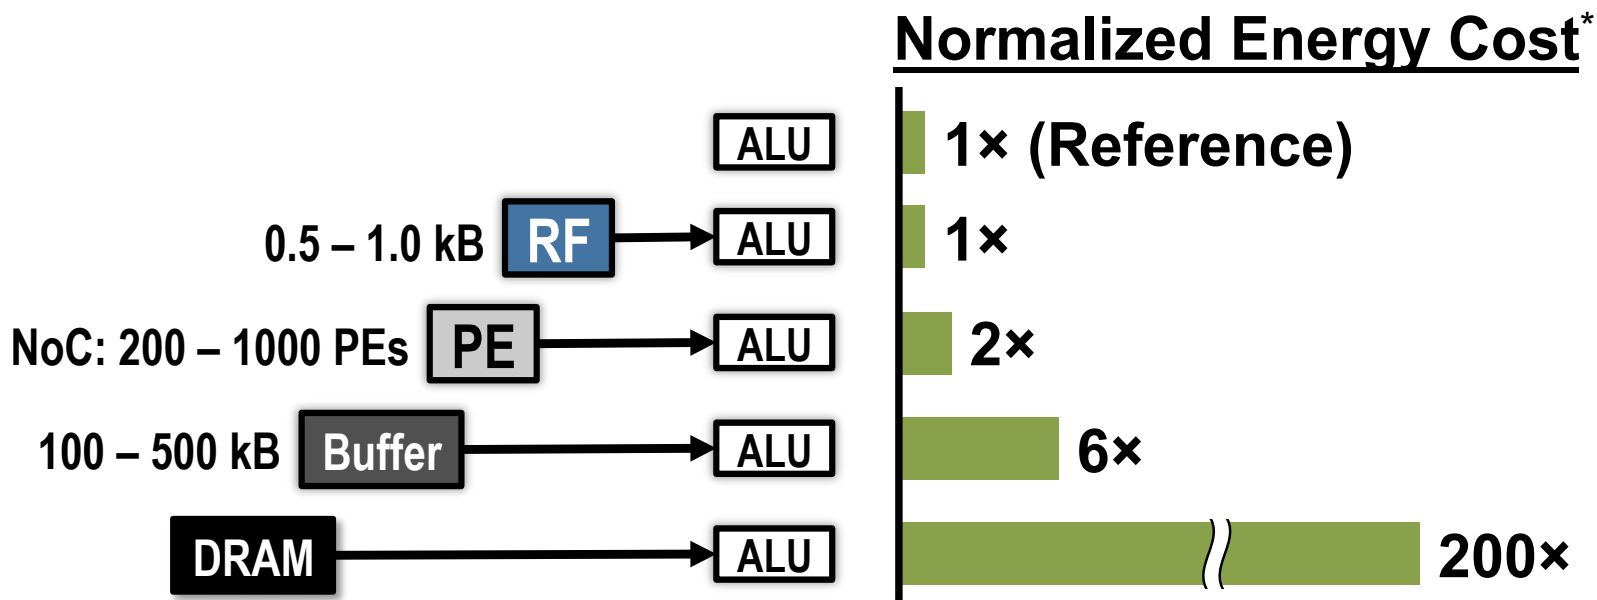 Normalized Energy Cost*
ALU 1× (Reference)
0.5 – 1.0 kB RF ALU 1×
NoC: 200 – 1000 PEs PE ALU 2×
100 – 500 kB Buffer ALU 6×
DRAM ALU 200×